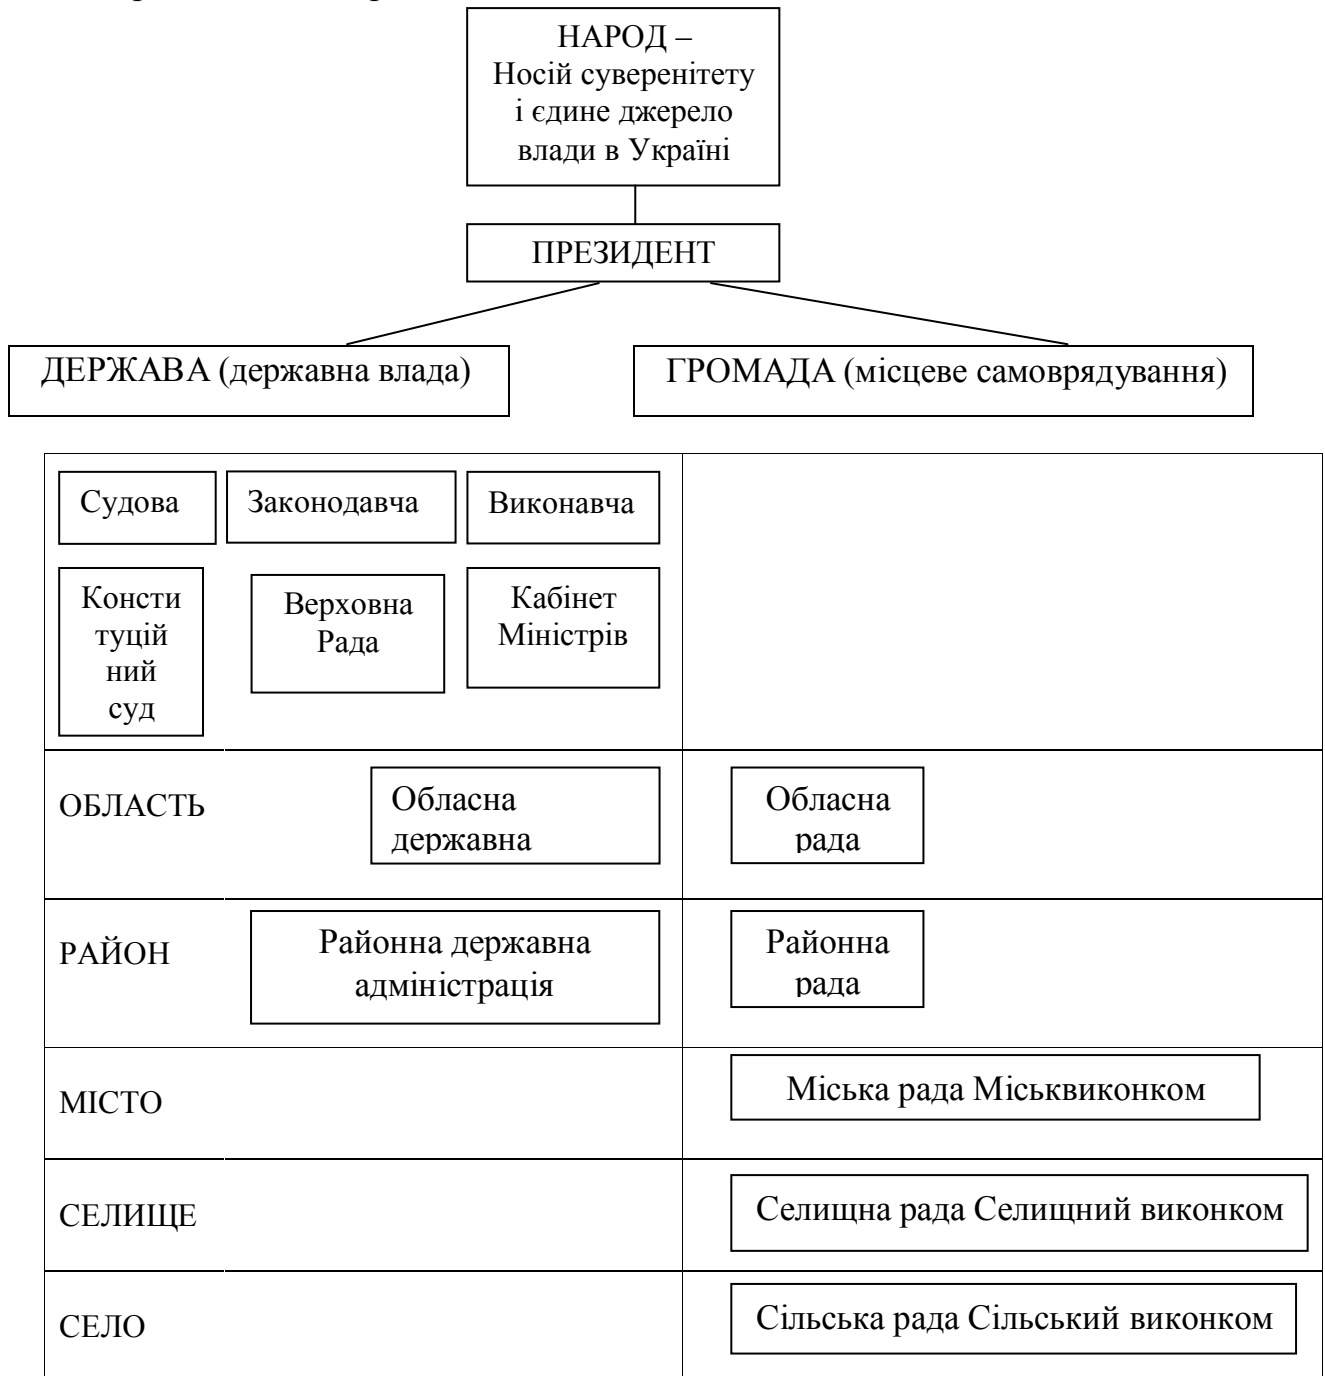 НАРОД –
Носій суверенітету
і єдине джерело
влади в Україні
ПРЕЗИДЕНТ
ДЕРЖАВА (державна влада)
ГРОМАДА (місцеве самоврядування)
Судова
Законодавча
Виконавча
Консти
туцій
ний
суд
Верховна
Рада
Кабінет
Міністрів
ОБЛАСТЬ
Обласна
державна
Обласна
рада
РАЙОН
Районна державна
адміністрація
Районна
рада
МІСТО
Міська рада Міськвиконком
СЕЛИЩЕ
Селищна рада Селищний виконком
СЕЛО
Сільська рада Сільський виконком